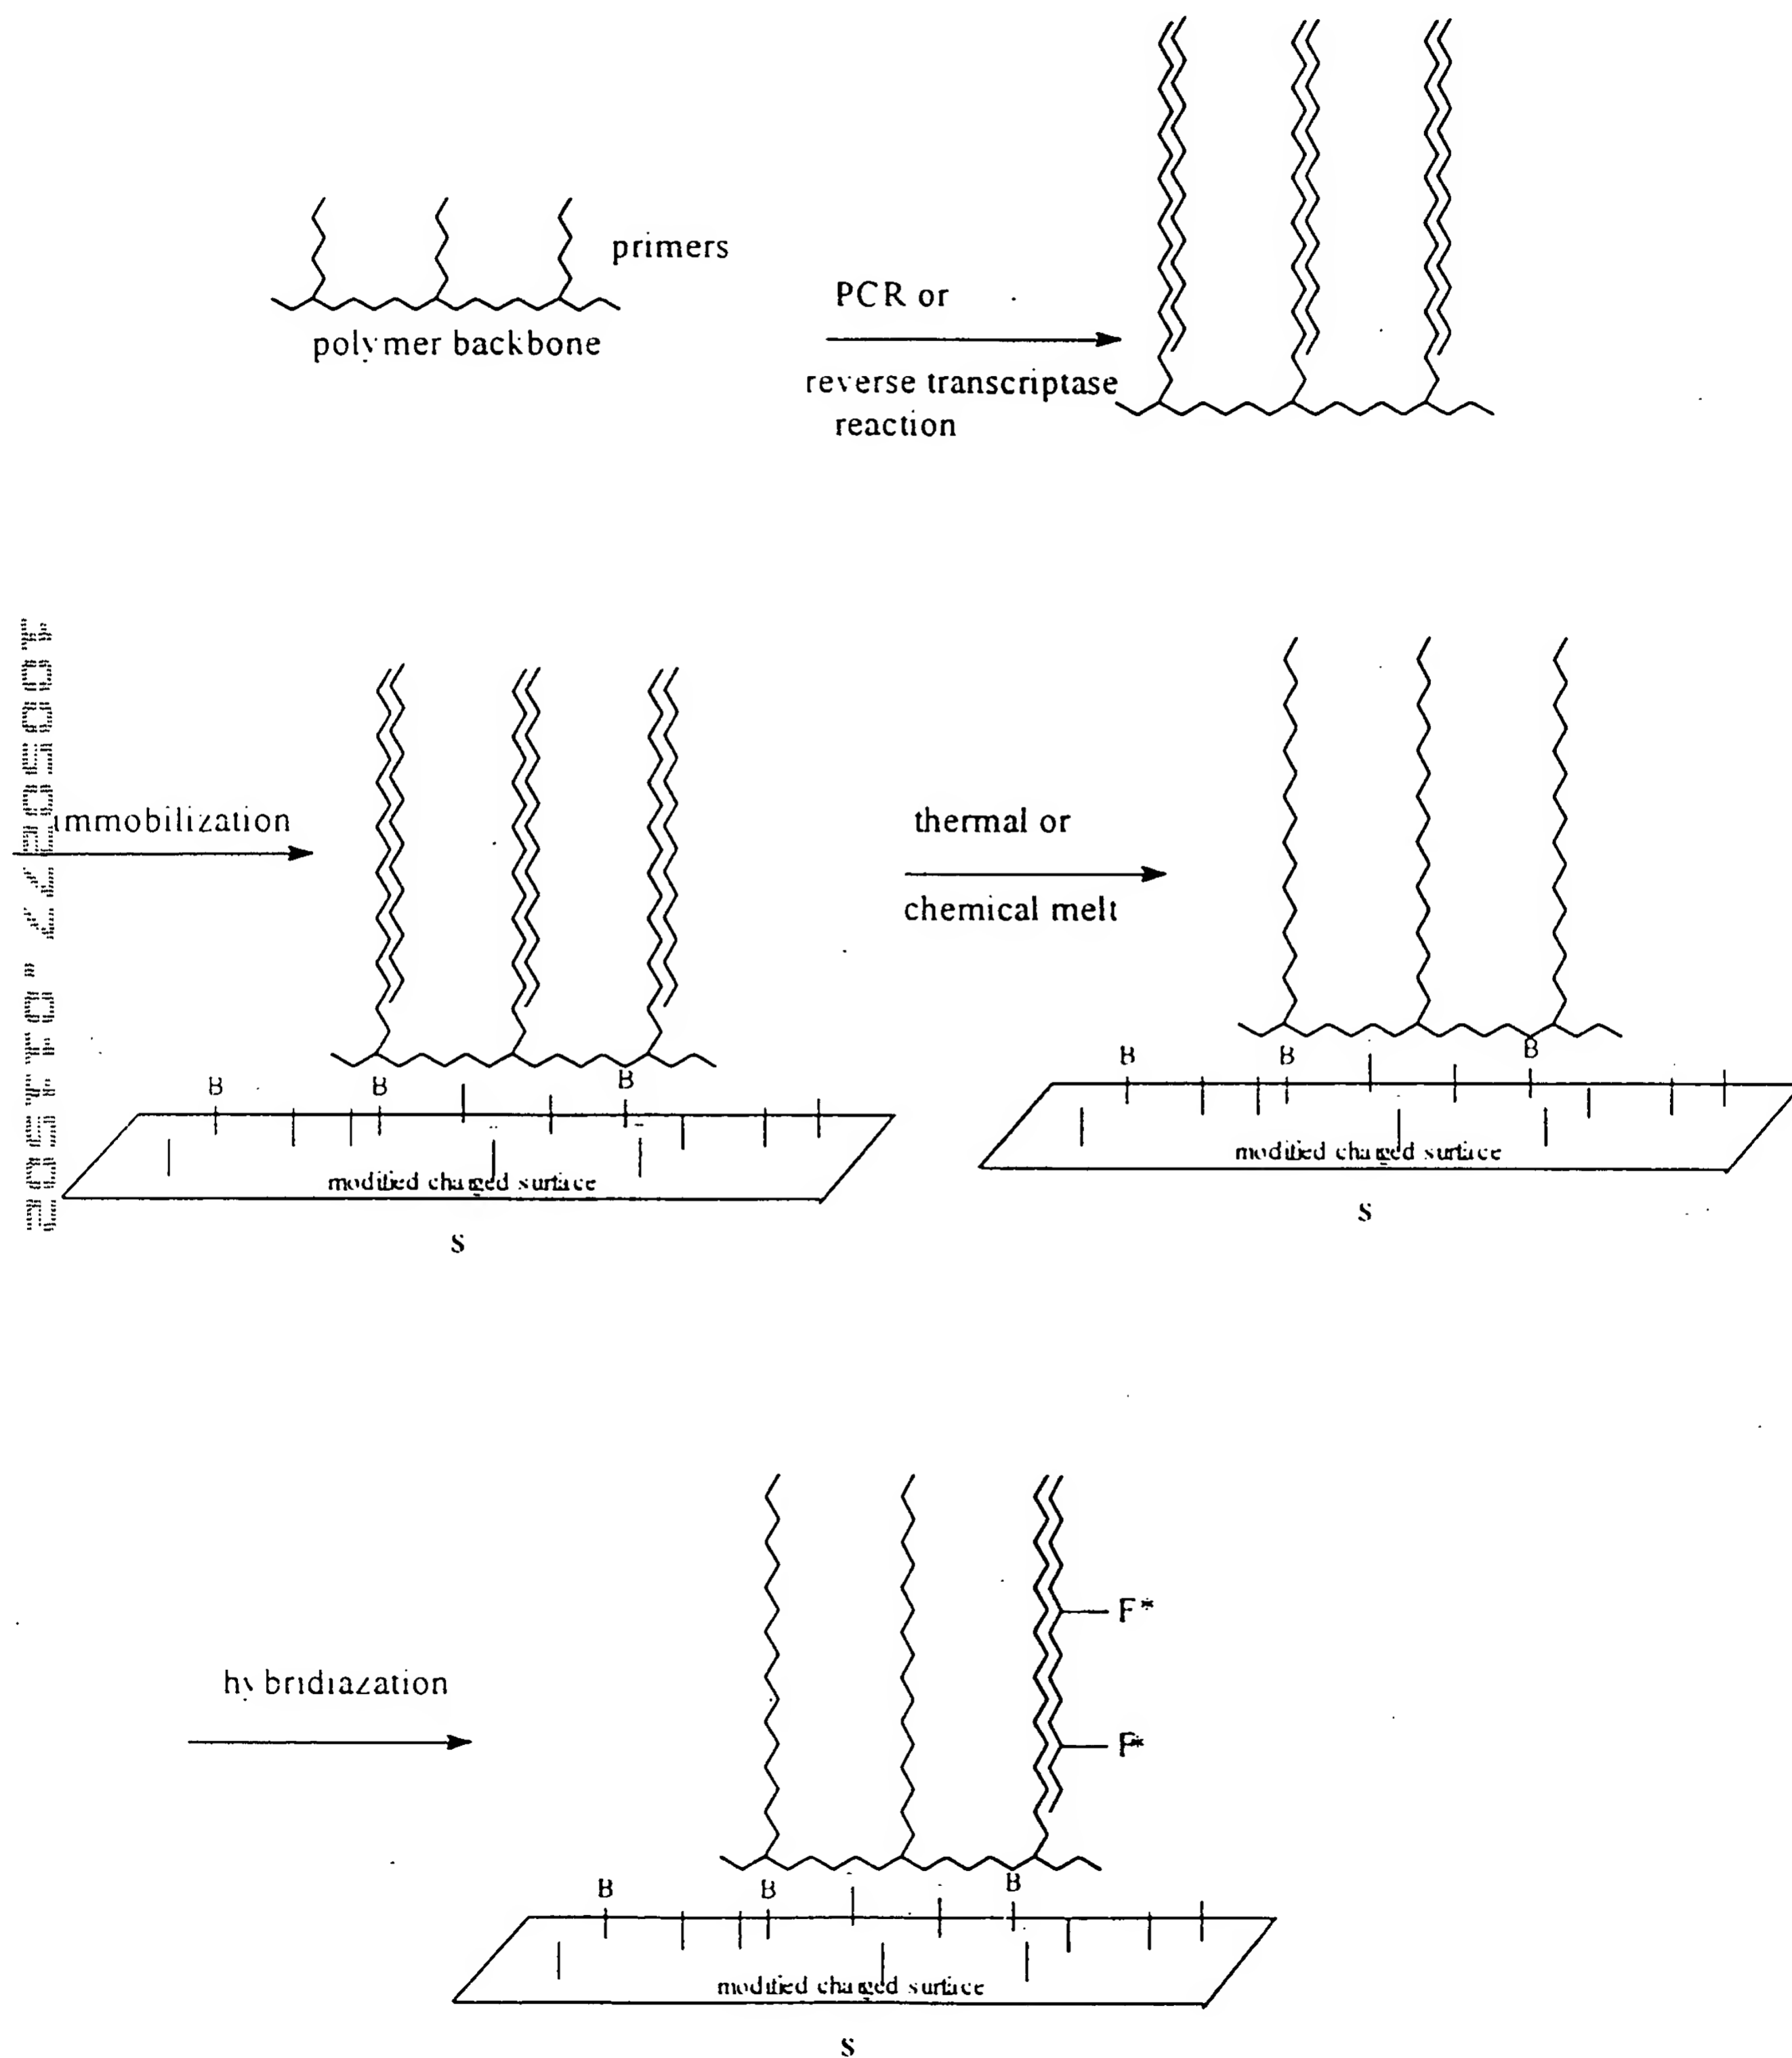 primers
polymer backbone
PCR or
reverse transcriptase
reaction
immobilization
thermal or
chemical melt
B B B
modified charged surface
S
B B B
modified charged surface
S
hybridiazation
F*
F*
B B B
modified charged surface
S